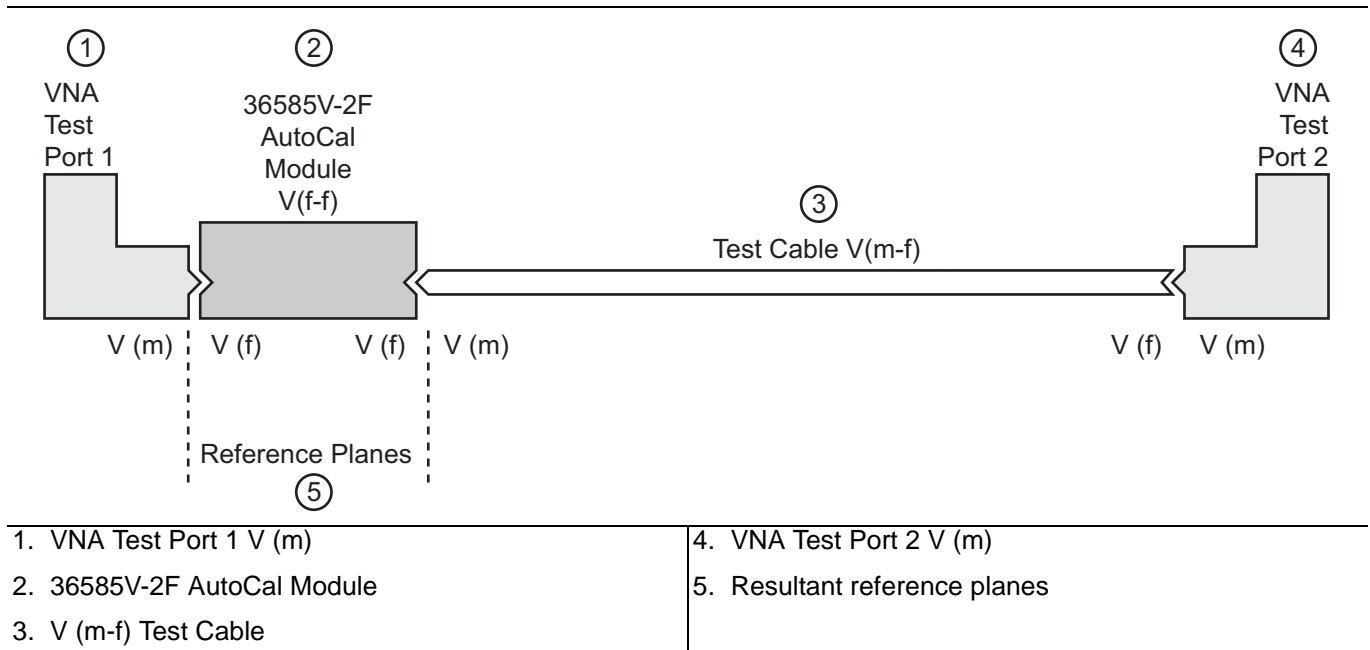 1
VNA
Test
Port 1
2
36585V-2F
AutoCal
Module
V(f-f)
3
Test Cable V(m-f)
4
VNA
Test
Port 2
V (m) V (f) V (f) V (m) V (f) V (m)
Reference Planes
5
1. VNA Test Port 1 V (m)
2. 36585V-2F AutoCal Module
3. V (m-f) Test Cable
4. VNA Test Port 2 V (m)
5. Resultant reference planes